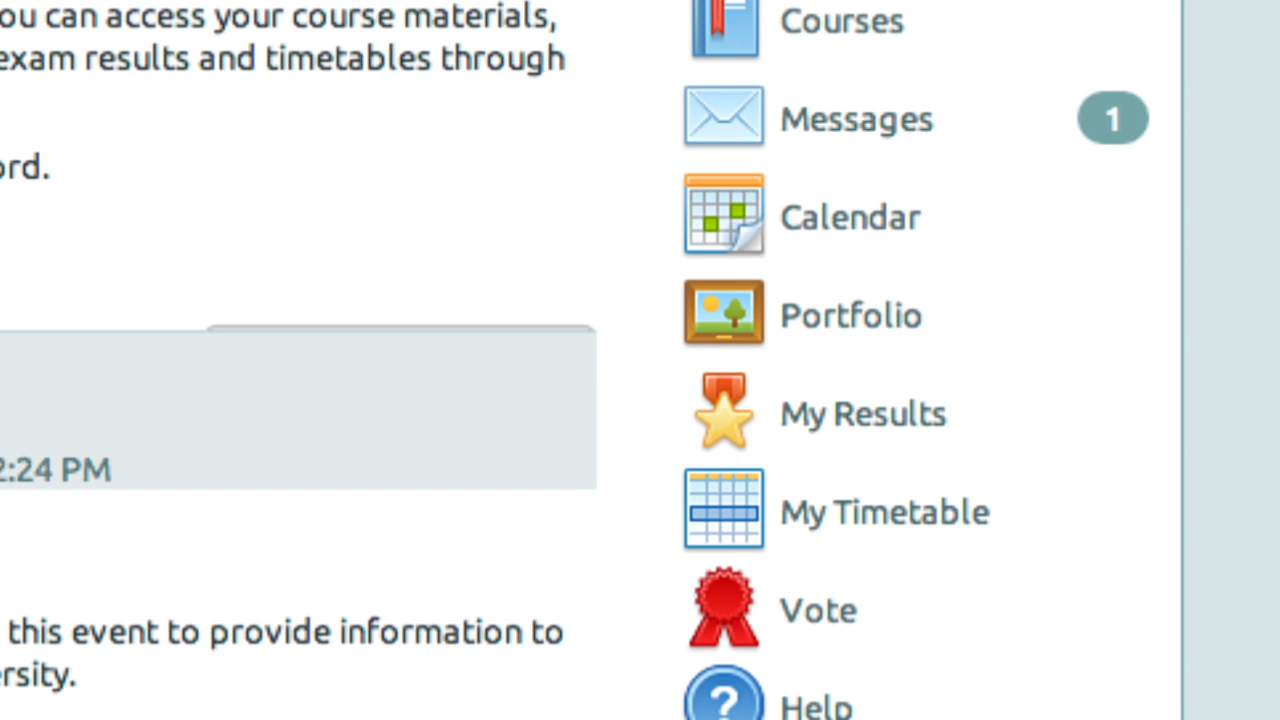 ou can access your course materials,
exam results and timetables through
ord.
2:24 PM
this event to provide information to
ersity.
Courses
Messages 1
Calendar
Portfolio
My Results
My Timetable
Vote
? Help